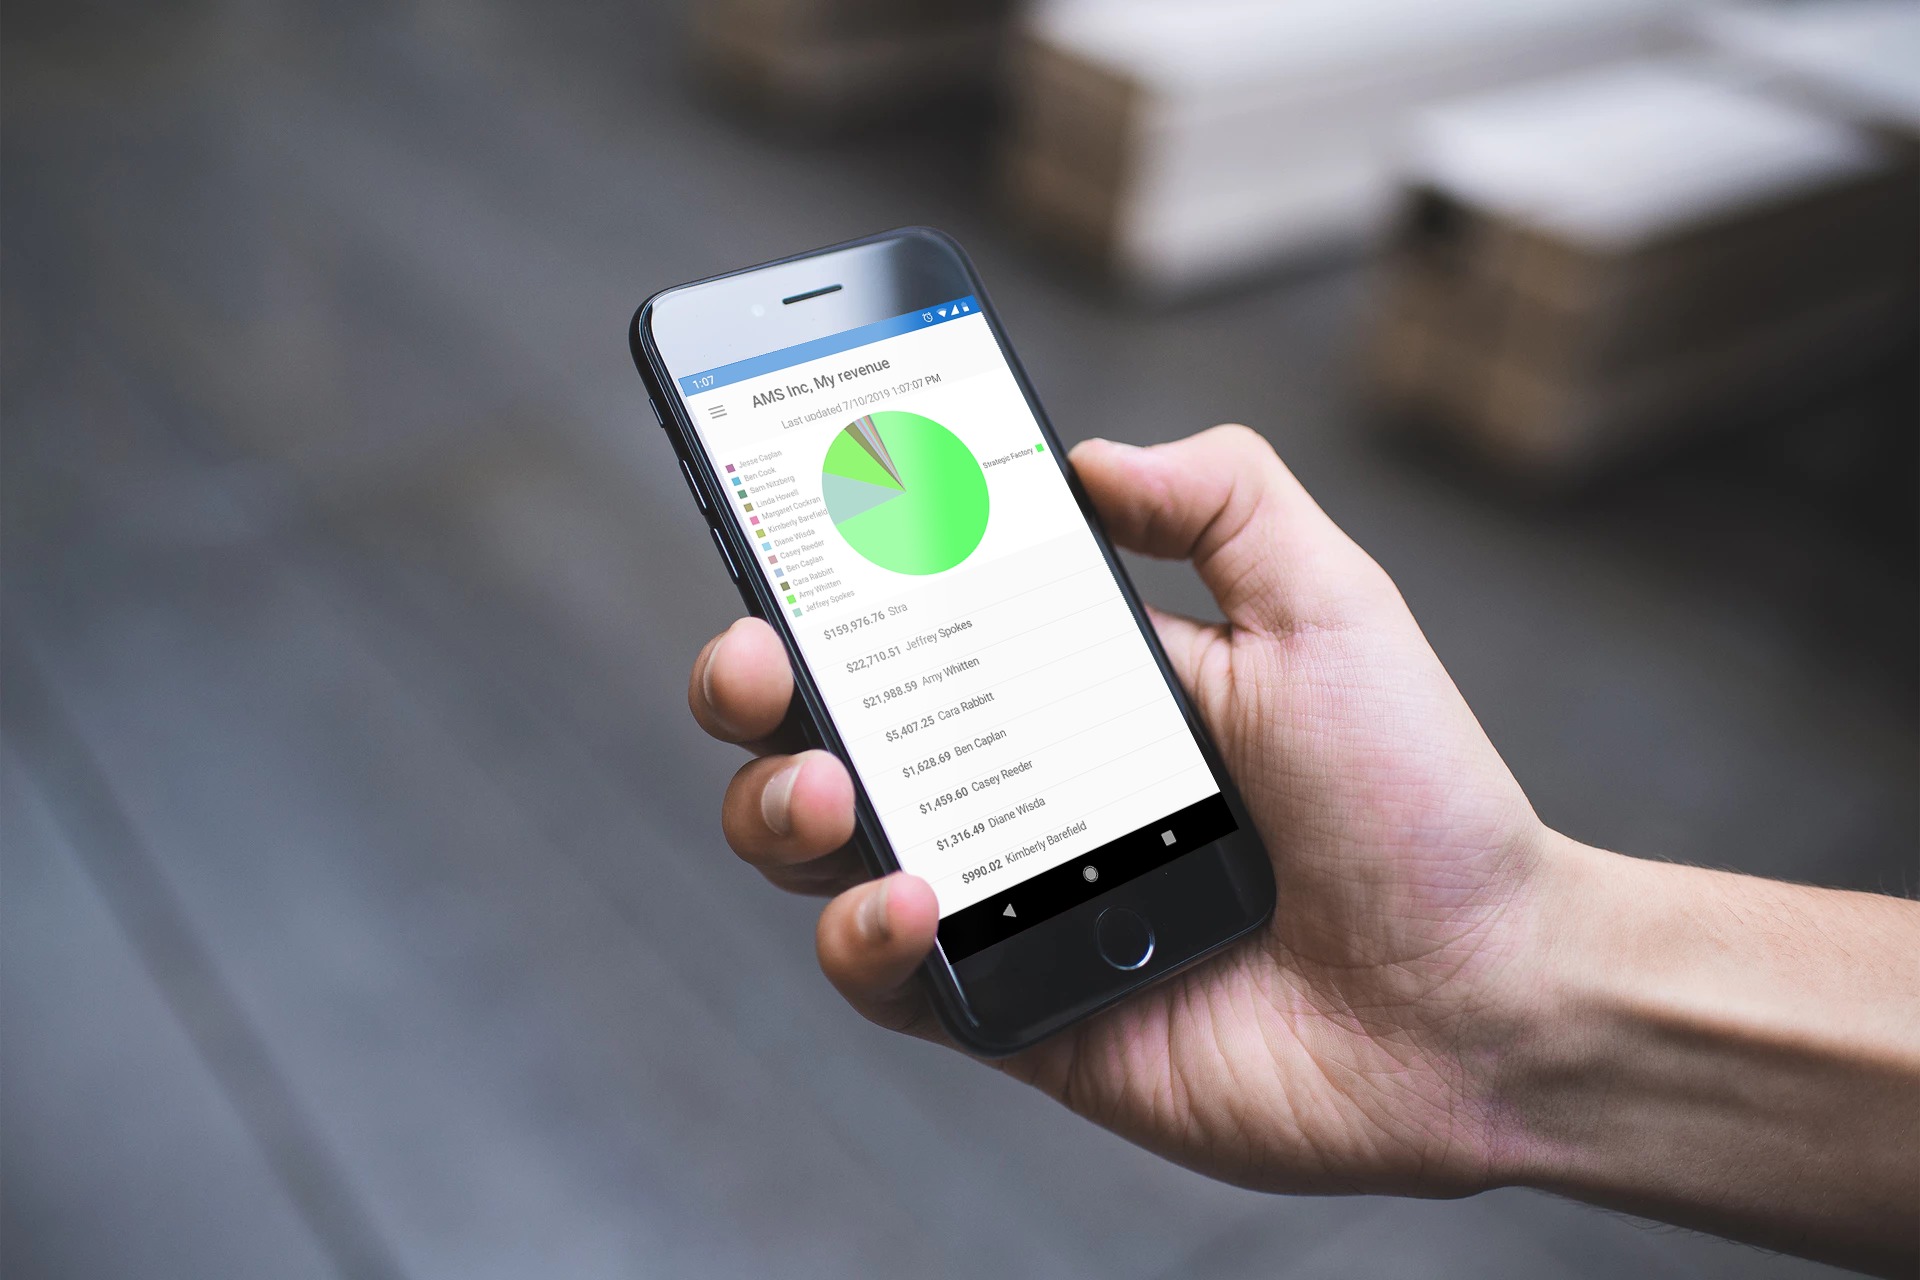 1:07
AMS Inc, My revenue
Last updated 7/10/2019 1:07:07 PM
Jesse Caplan
Ben Cook
Sam Nitzberg
Linda Howell
Margaret Cockran
Kimberly Barefield
Diane Wisda
Casey Reeder
Ben Caplan
Cara Rabbitt
Amy Whitten
Jeffrey Spokes
Strategic Factory
$159,976.76 Stra
$22,710.51 Jeffrey Spokes
$21,988.59 Amy Whitten
$5,407.25 Cara Rabbitt
$1,628.69 Ben Caplan
$1,459.60 Casey Reeder
$1,316.49 Diane Wisda
$990.02 Kimberly Barefield